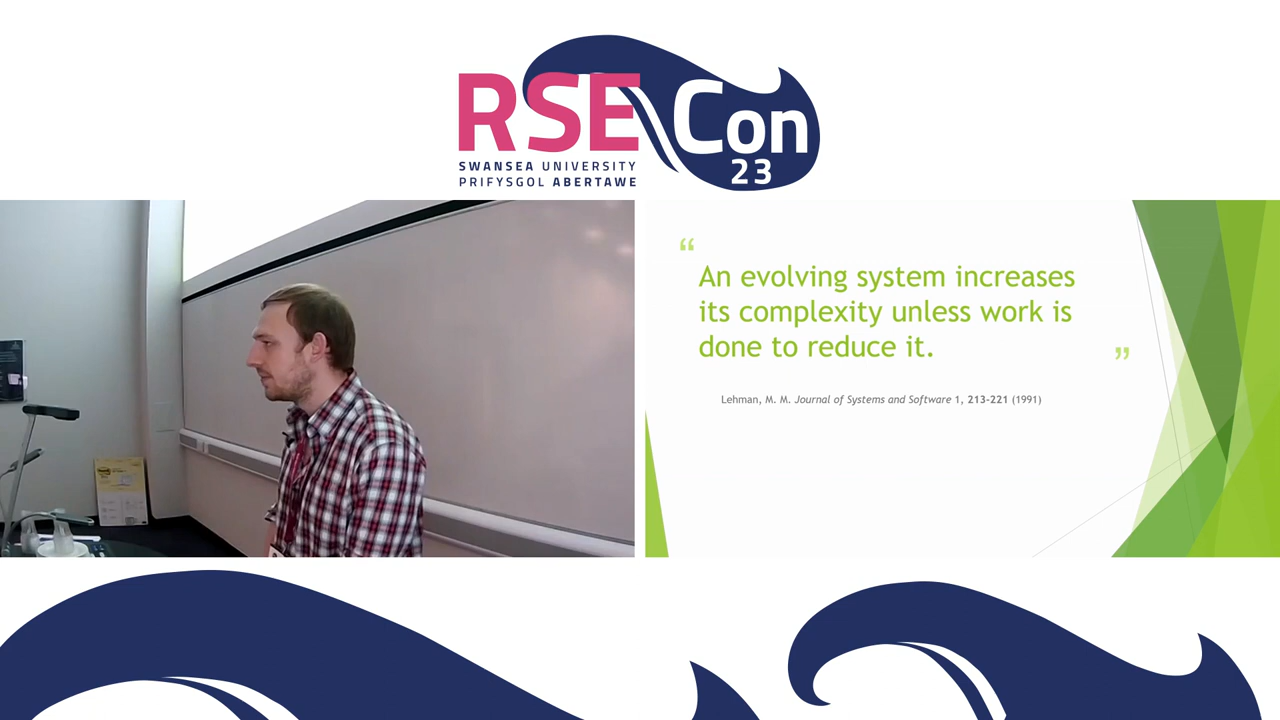 RSE Con
23
SWANSEA UNIVERSITY
PRIFYSGOL ABERTAWE
“
An evolving system increases
its complexity unless work is
done to reduce it.
”
Lehman, M. M. Journal of Systems and Software 1, 213-221 (1991)